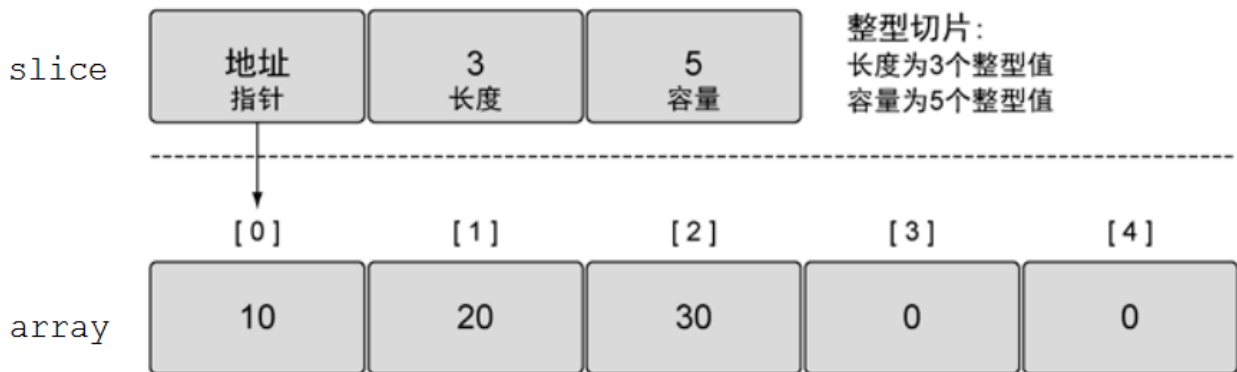 slice
地址
指针
3
长度
5
容量
整型切片:
长度为3个整型值
容量为5个整型值
[0] [1] [2] [3] [4]
array
10 20 30 0 0